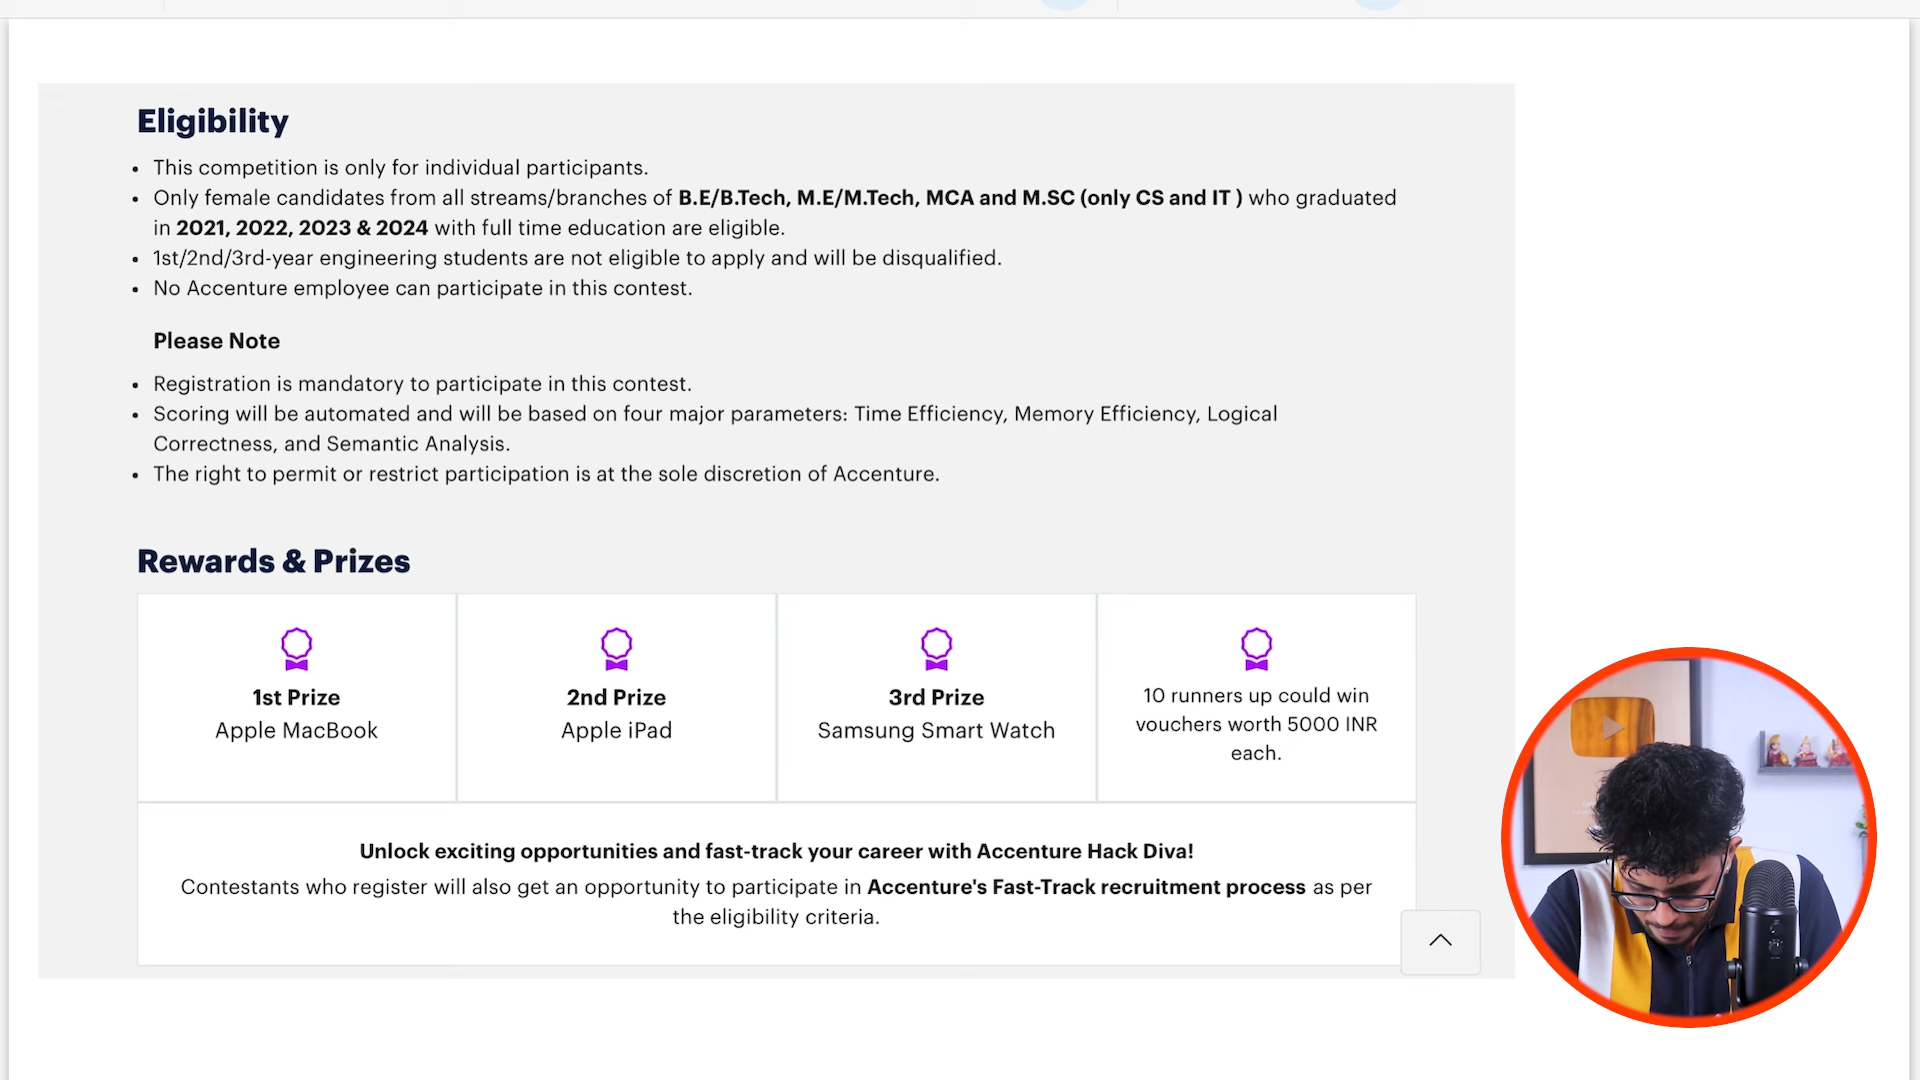 Eligibility
This competition is only for individual participants.
Only female candidates from all streams/branches of B.E/B.Tech, M.E/M.Tech, MCA and M.SC (only CS and IT ) who graduated
in 2021, 2022, 2023 & 2024 with full time education are eligible.
1st/2nd/3rd-year engineering students are not eligible to apply and will be disqualified.
No Accenture employee can participate in this contest.
Please Note
Registration is mandatory to participate in this contest.
Scoring will be automated and will be based on four major parameters: Time Efficiency, Memory Efficiency, Logical
Correctness, and Semantic Analysis.
The right to permit or restrict participation is at the sole discretion of Accenture.
Rewards & Prizes
1st Prize
Apple MacBook
2nd Prize
Apple iPad
3rd Prize
Samsung Smart Watch
10 runners up could win
vouchers worth 5000 INR
each.
Unlock exciting opportunities and fast-track your career with Accenture Hack Diva!
Contestants who register will also get an opportunity to participate in Accenture's Fast-Track recruitment process as per
the eligibility criteria.